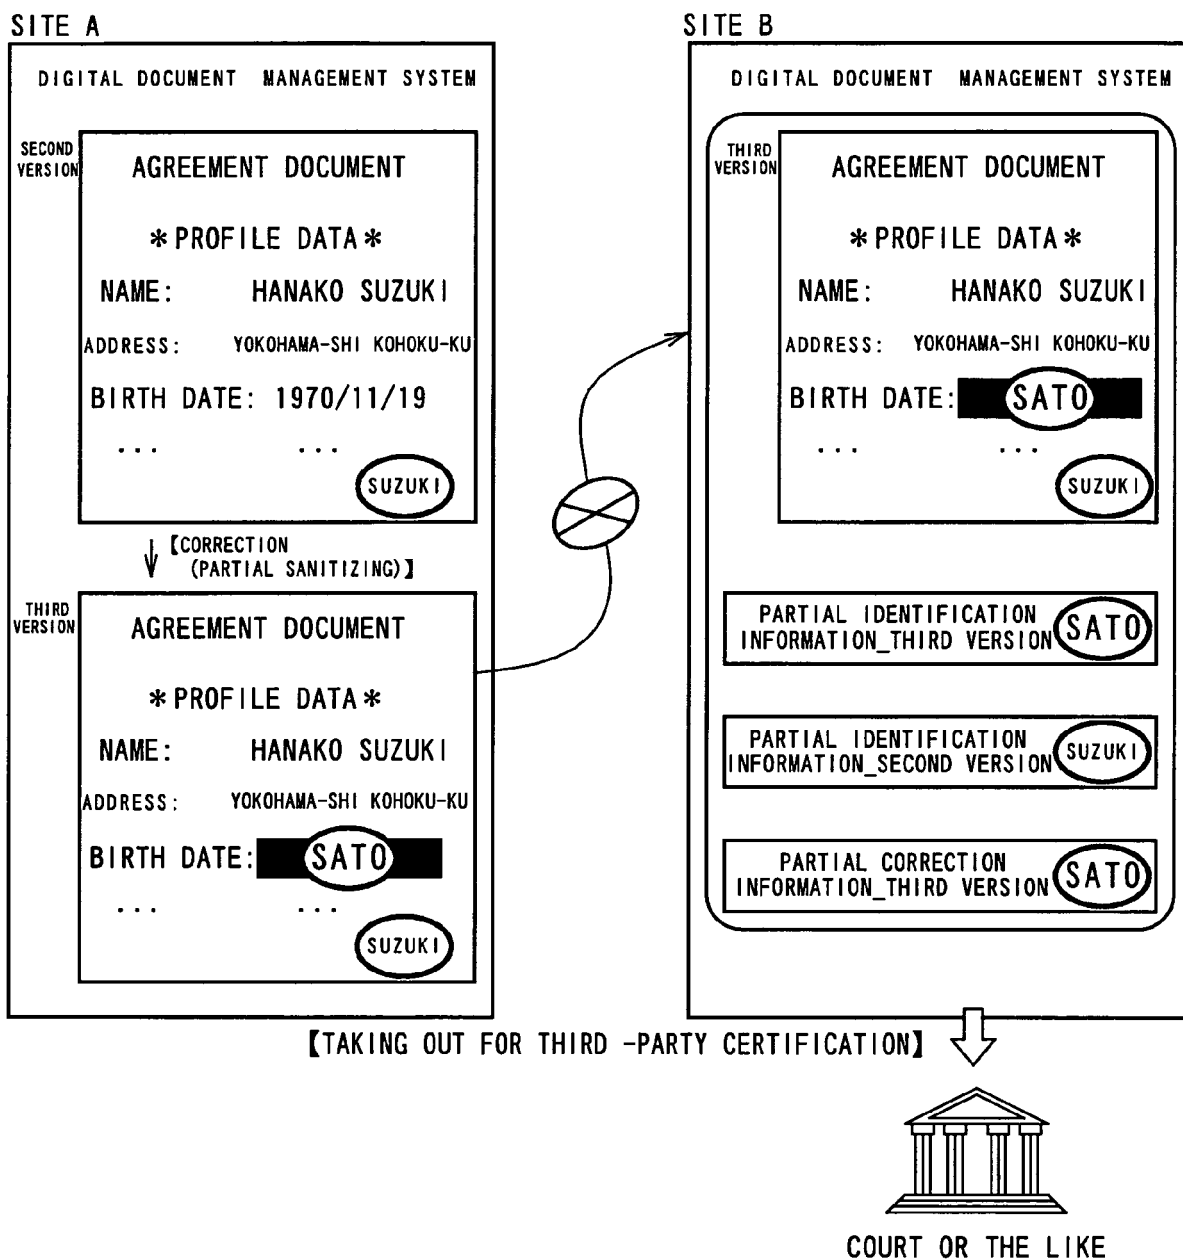 SITE A
DIGITAL DOCUMENT MANAGEMENT SYSTEM
SECOND
VERSION
AGREEMENT DOCUMENT
*PROFILE DATA*
NAME: HANAKO SUZUKI
ADDRESS: YOKOHAMA-SHI KOHOKU-KU
BIRTH DATE: 1970/11/19
... ...
SUZUKI
【CORRECTION
(PARTIAL SANITIZING)】
THIRD
VERSION
AGREEMENT DOCUMENT
*PROFILE DATA*
NAME: HANAKO SUZUKI
ADDRESS: YOKOHAMA-SHI KOHOKU-KU
BIRTH DATE: SATO
... ...
SUZUKI
SITE B
DIGITAL DOCUMENT MANAGEMENT SYSTEM
THIRD
VERSION
AGREEMENT DOCUMENT
*PROFILE DATA*
NAME: HANAKO SUZUKI
ADDRESS: YOKOHAMA-SHI KOHOKU-KU
BIRTH DATE: SATO
... ...
SUZUKI
PARTIAL IDENTIFICATION
INFORMATION_THIRD VERSION
SATO
PARTIAL IDENTIFICATION
INFORMATION_SECOND VERSION
SUZUKI
PARTIAL CORRECTION
INFORMATION_THIRD VERSION
SATO
【TAKING OUT FOR THIRD -PARTY CERTIFICATION】
COURT OR THE LIKE